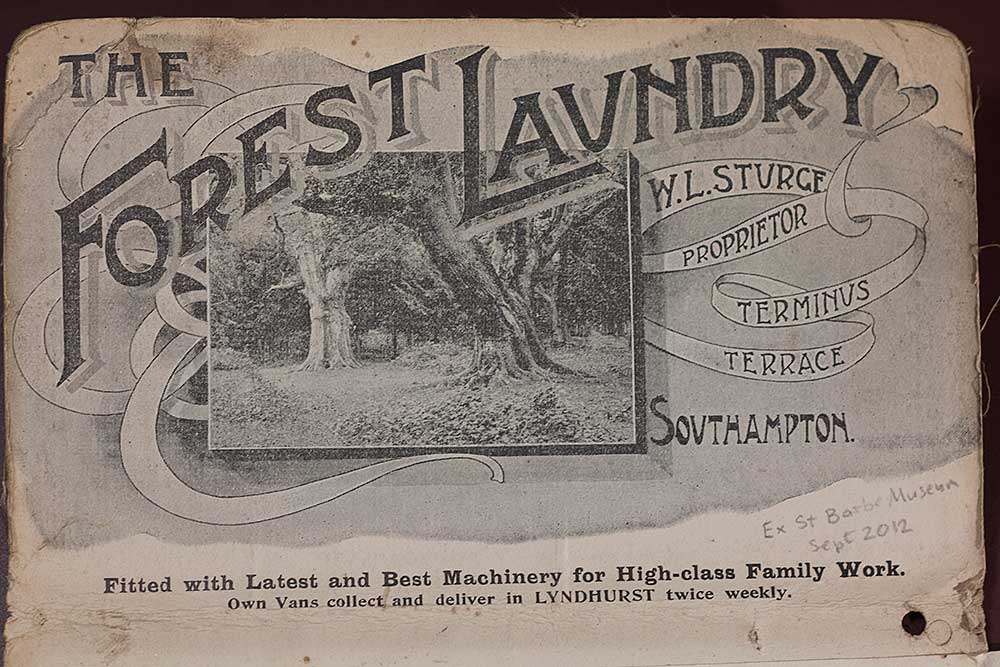 THE
FOREST LAUNDRY
W.L. STURGE
PROPRIETOR
TERMINUS
TERRACE
SOUTHAMPTON.
Ex St Barbe Museum
Sept 2012
Fitted with Latest and Best Machinery for High-class Family Work.
Own Vans collect and deliver in LYNDHURST twice weekly.